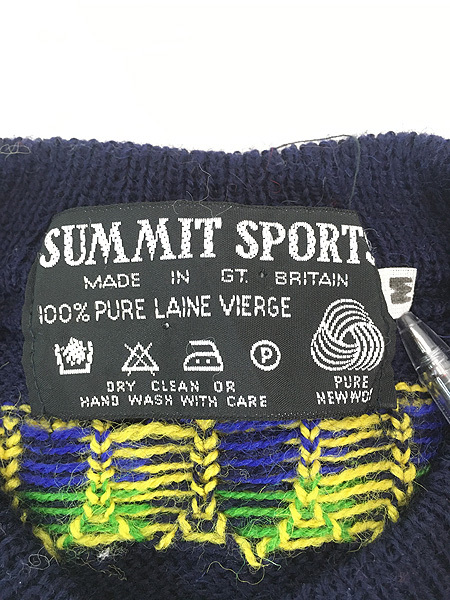 SUMMIT SPORTS
MADE IN GT. BRITAIN
100% PURE LAINE VIERGE
P
DRY CLEAN OR
HAND WASH WITH CARE
PURE
NEW WOOL
M